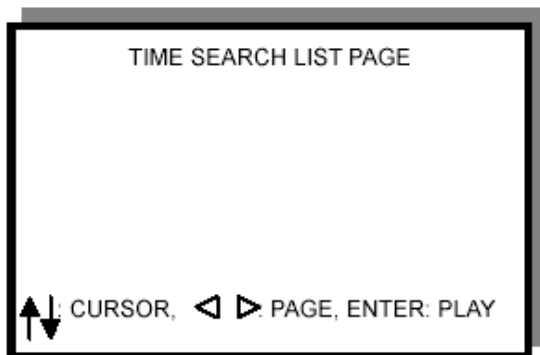 TIME SEARCH LIST PAGE
: CURSOR, : PAGE, ENTER: PLAY